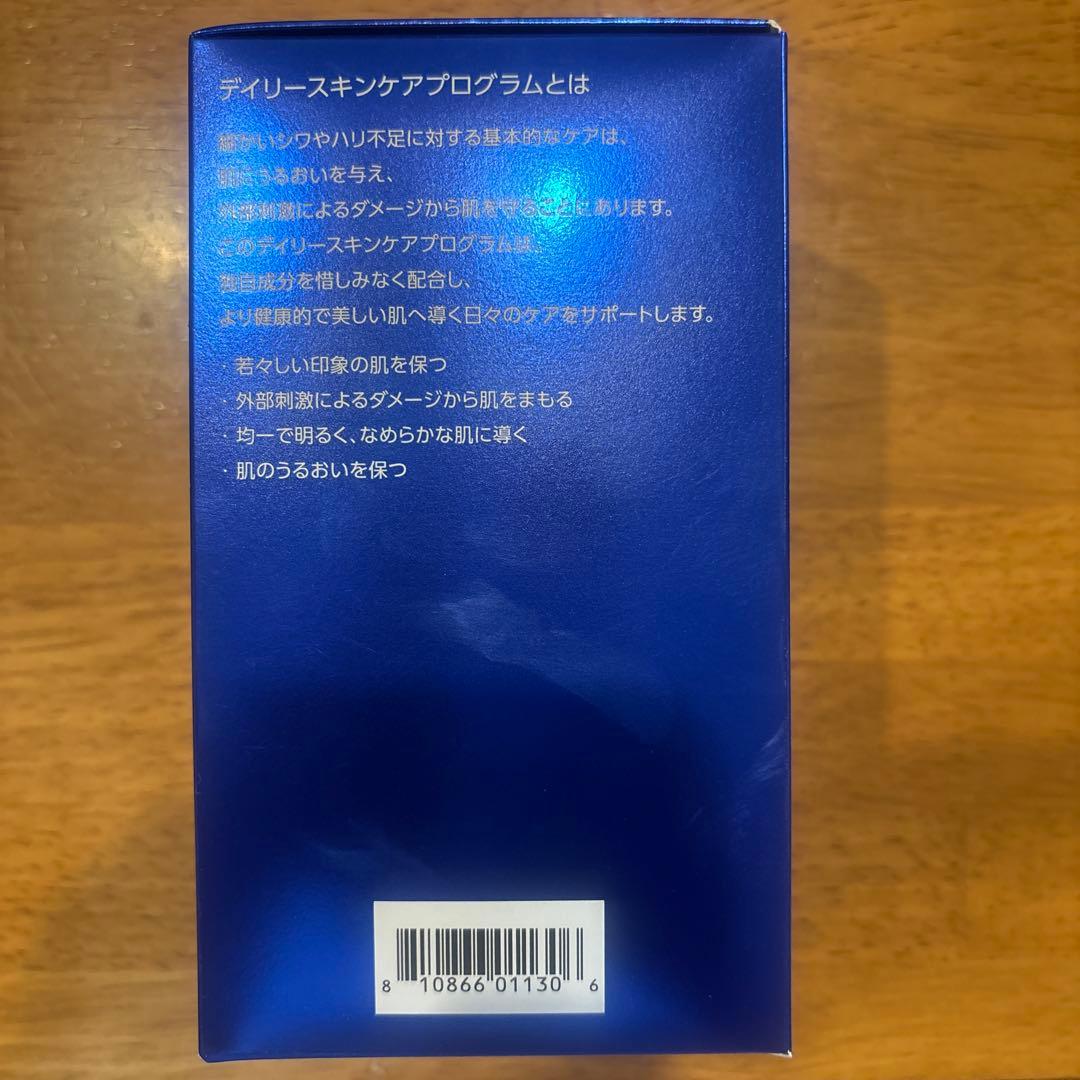 デイリースキンケアプログラムとは
細かいシワやハリ不足に対する基本的なケアは、
肌にうるおいを与え、
外部刺激によるダメージから肌を守ることにあります。
このデイリースキンケアプログラムは、
独自成分を惜しみなく配合し、
より健康的で美しい肌へ導く日々のケアをサポートします。
・若々しい印象の肌を保つ
・外部刺激によるダメージから肌をまもる
・均一で明るく、なめらかな肌に導く
・肌のうるおいを保つ
8 10866 01130 6